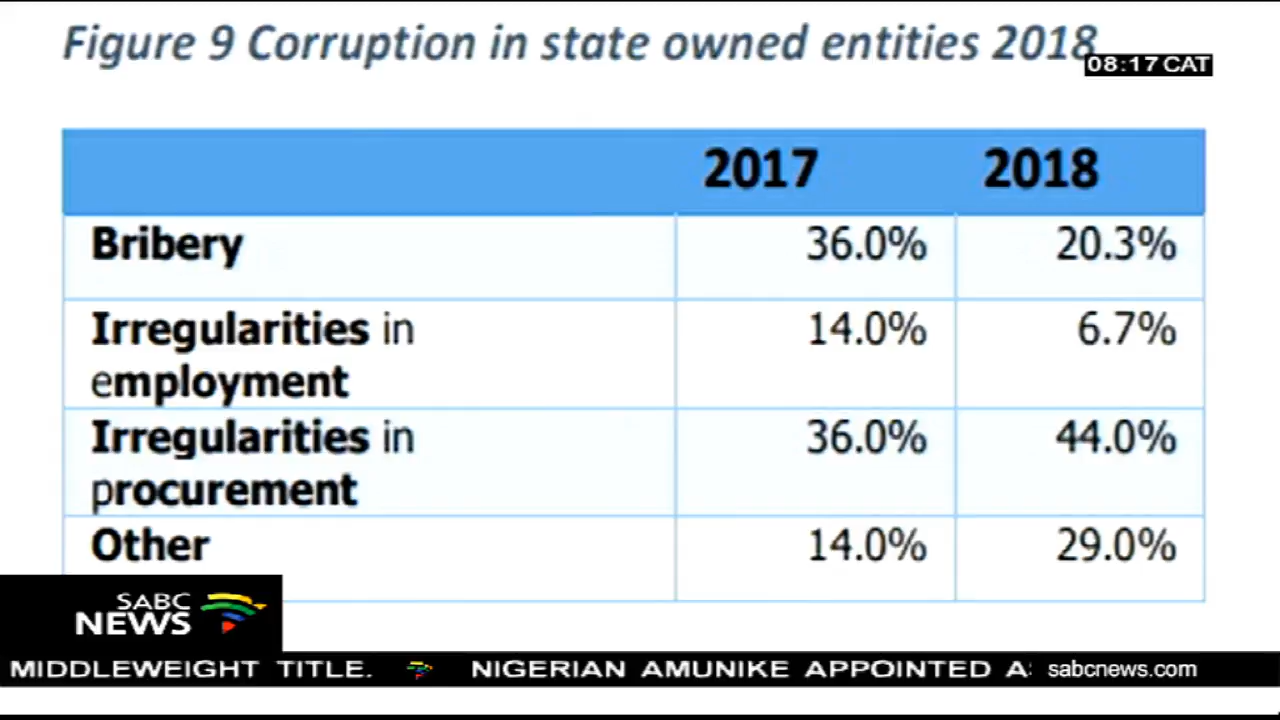 Figure 9 Corruption in state owned entities 2018
08:17 CAT
2017 2018
Bribery 36.0% 20.3%
Irregularities in 14.0% 6.7%
employment
Irregularities in 36.0% 44.0%
procurement
Other 14.0% 29.0%
SABC
NEWS
MIDDLEWEIGHT TITLE. NIGERIAN AMUNIKE APPOINTED sabcnews.com